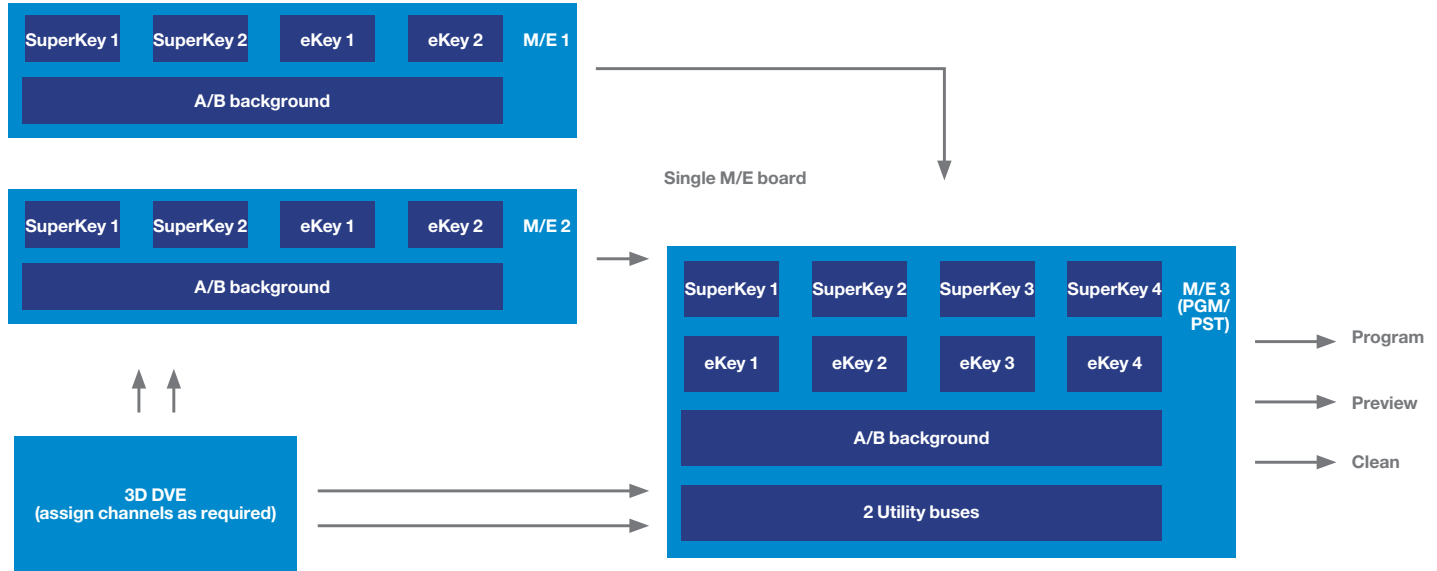 SuperKey 1
SuperKey 2
eKey 1
eKey 2
M/E 1
A/B background
Single M/E board
SuperKey 1
SuperKey 2
eKey 1
eKey 2
M/E 2
A/B background
SuperKey 1
SuperKey 2
SuperKey 3
SuperKey 4
M/E 3
(PGM/
PST)
eKey 1
eKey 2
eKey 3
eKey 4
A/B background
2 Utility buses
Program
Preview
Clean
3D DVE
(assign channels as required)